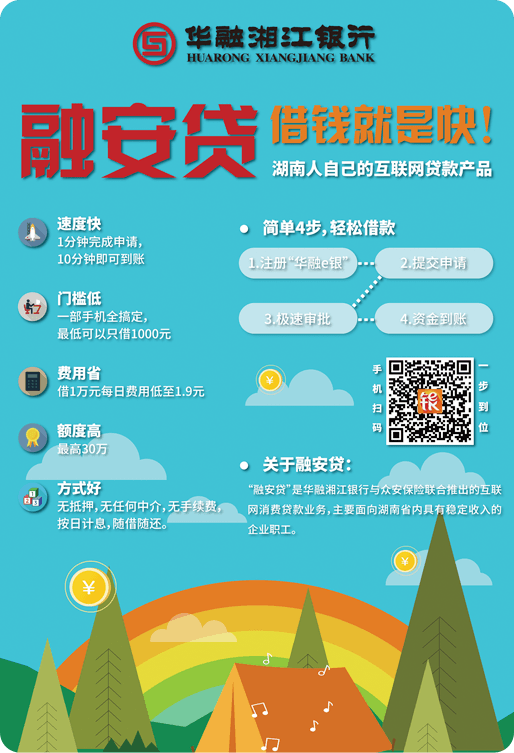 华融湘江银行
HUARONG XIANGJIANG BANK
融安贷
借钱就是快!
湖南人自己的互联网贷款产品
速度快
1分钟完成申请,
10分钟即可到账
门槛低
一部手机全搞定,
最低可以只借1000元
费用省
借1万元每日费用低至1.9元
额度高
最高30万
方式好
无抵押,无任何中介,无手续费,
按日计息,随借随还。
简单4步,轻松借款
1.注册“华融e银”
2.提交申请
3.极速审批
4.资金到账
手机扫码
一步到位
关于融安贷:
“融安贷”是华融湘江银行与众安保险联合推出的互联
网消费贷款业务,主要面向湖南省内具有稳定收入的
企业职工。
¥
¥
¥